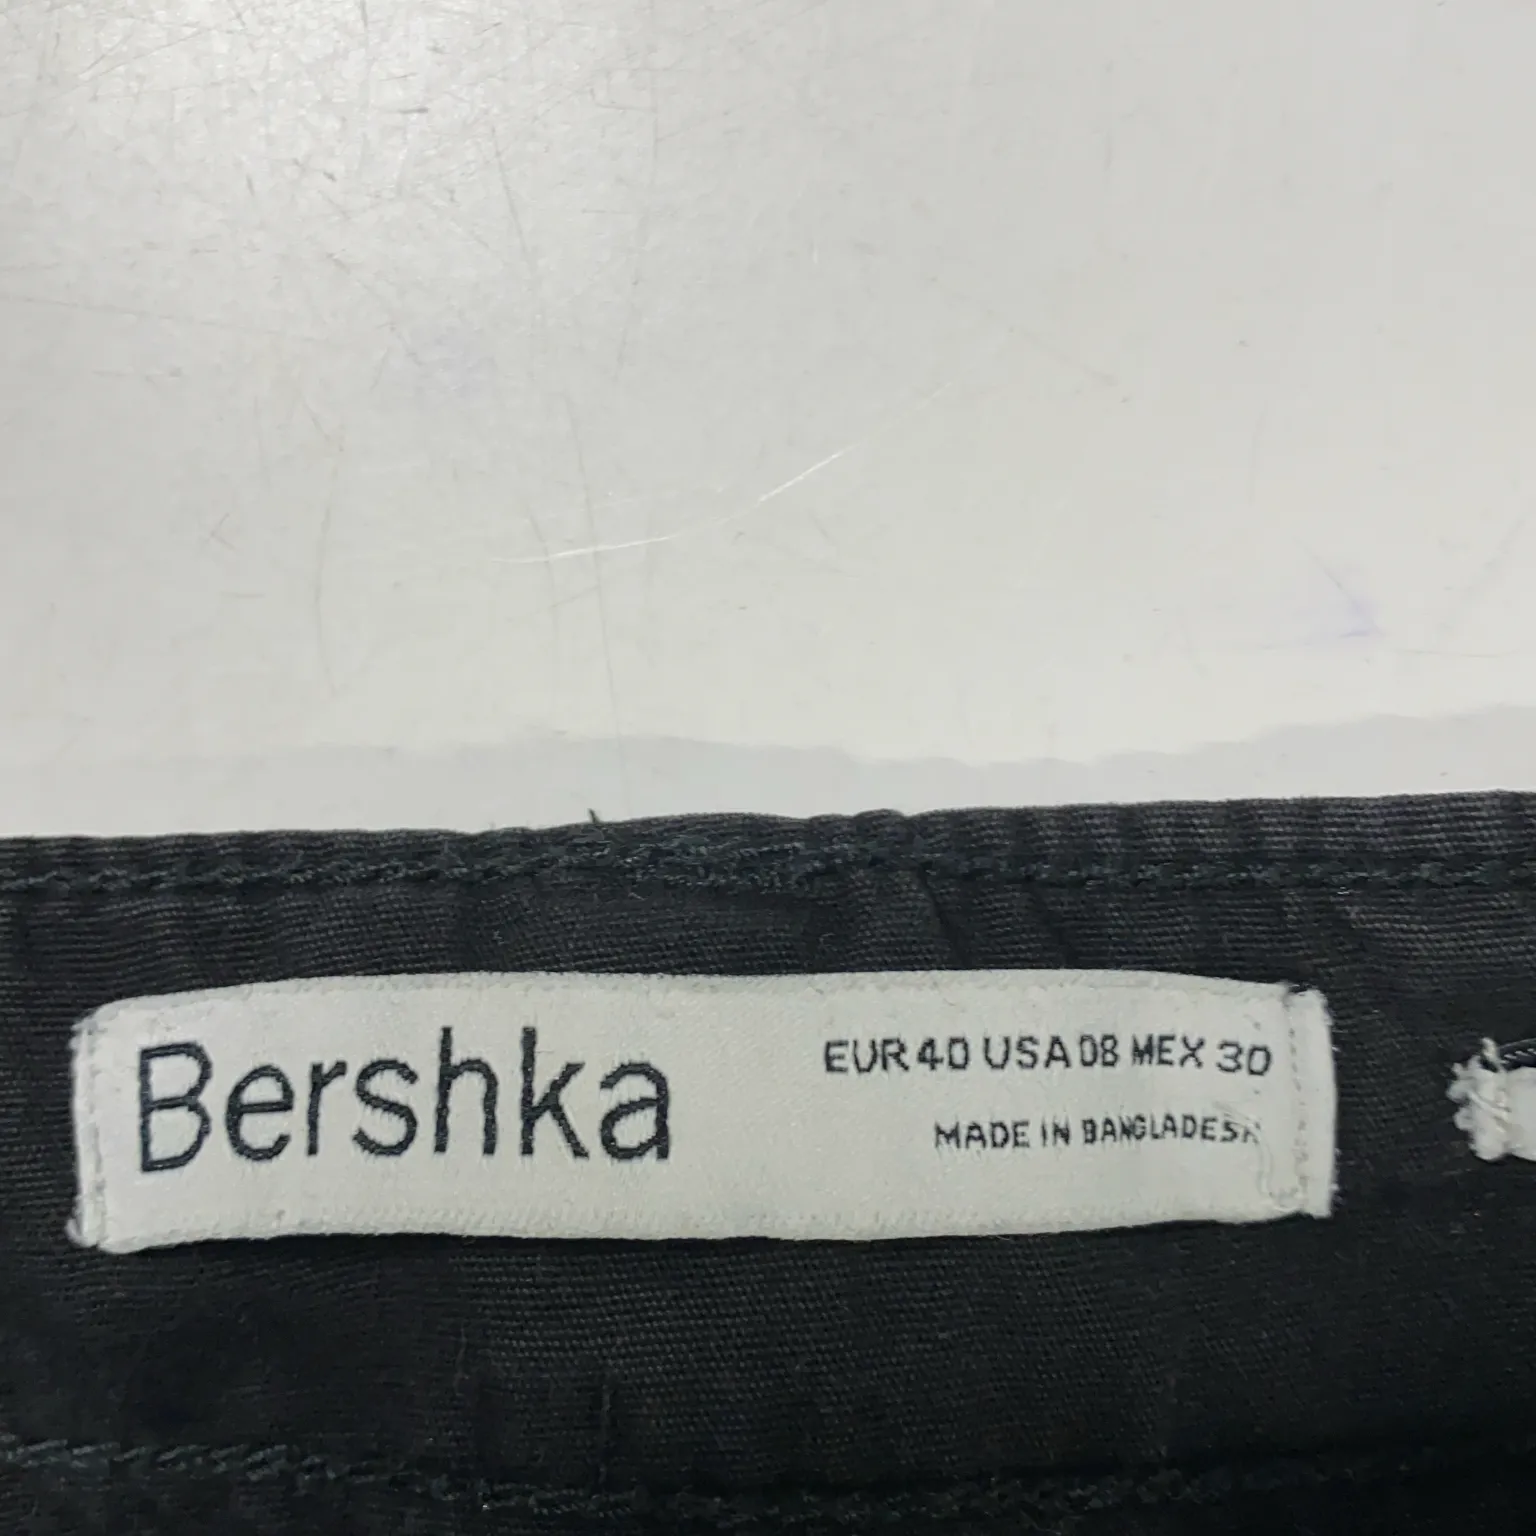 Bershka
EUR 40 USA 08 MEX 30
MADE IN BANGLADESH